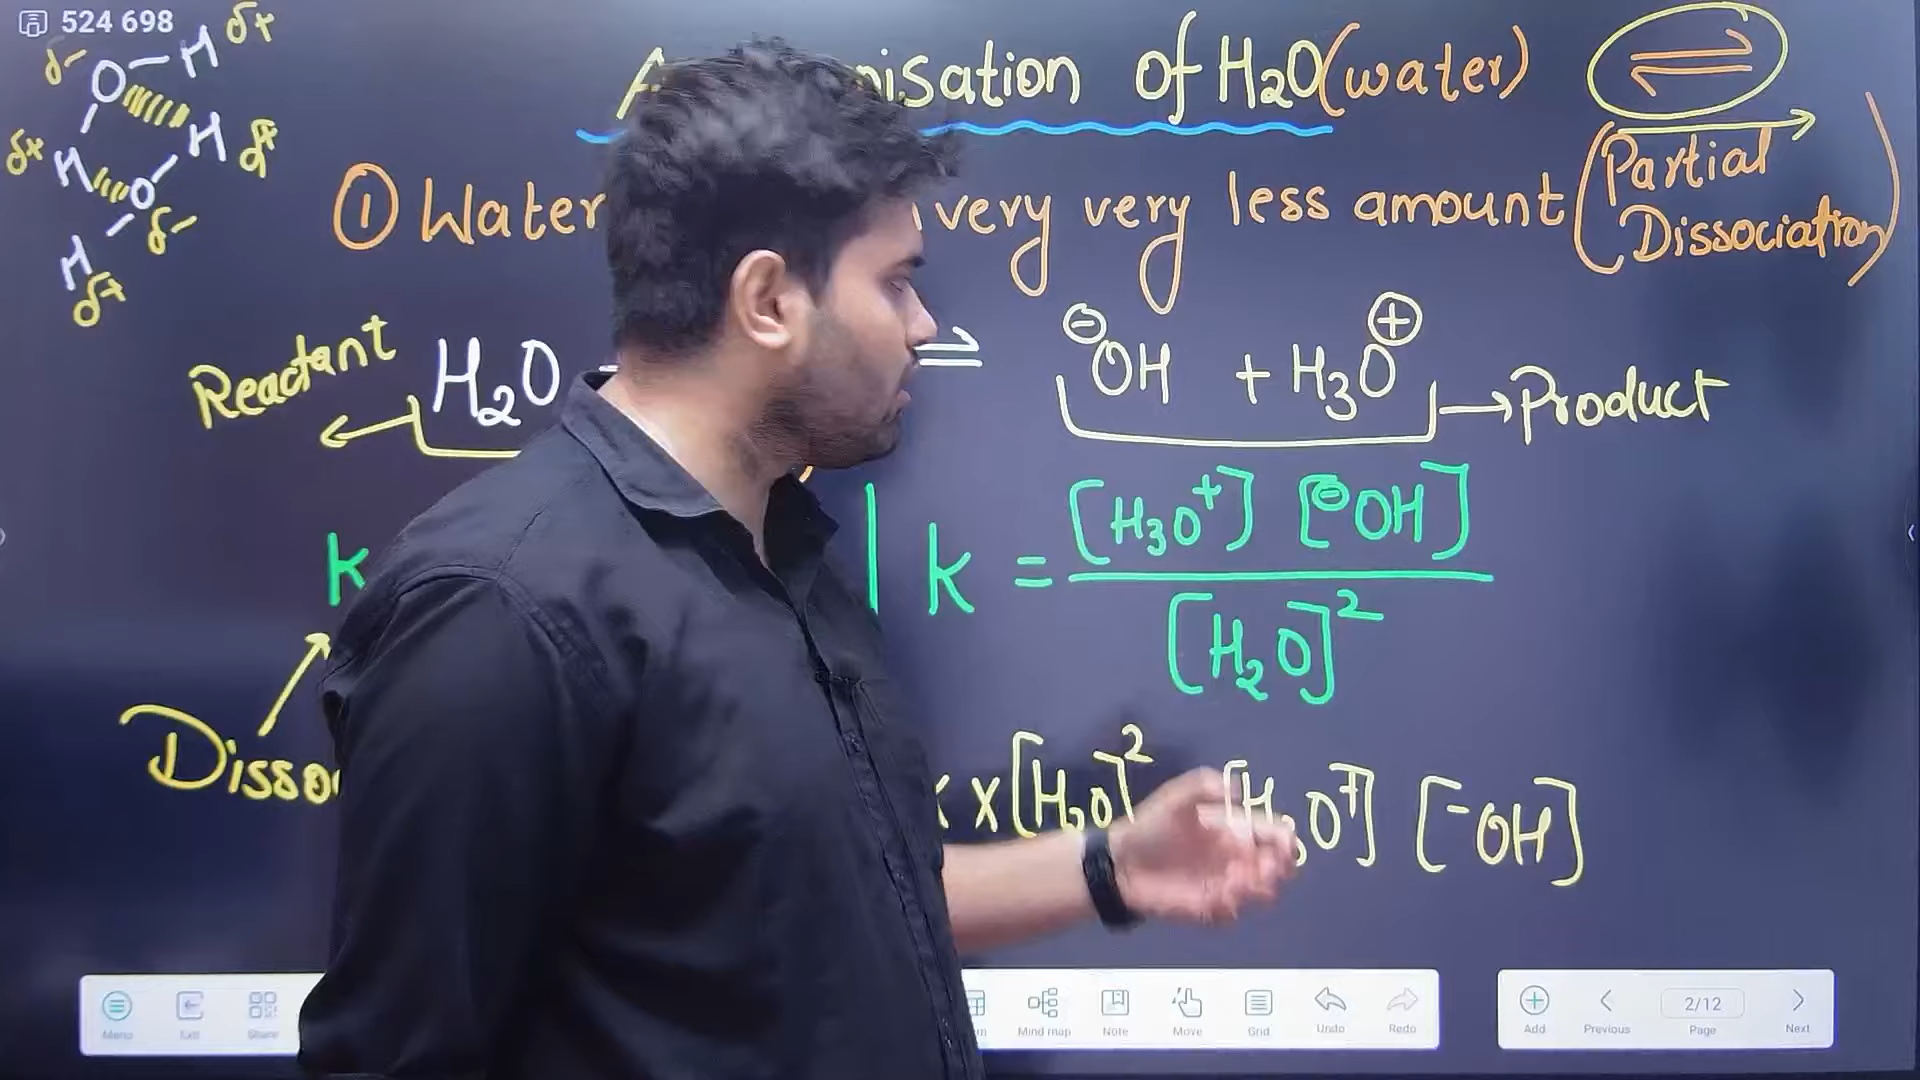 524 698
δ- O - H δ+
δ+ H O H δ+
δ-
H
δ+
nisation of H2O (water) ⇌
① Water very very less amount (Partial Dissociation)
Reactant H2O ⇌ ⊖OH + H3O⊕ → Product
k | k = [H3O+] [⊖OH] / [H2O]²
Disso
x [H2O]² [H3O+] [-OH]
Menu Exit Share Mind map Note Move Grid Undo Redo Add Previous 2/12 Page Next